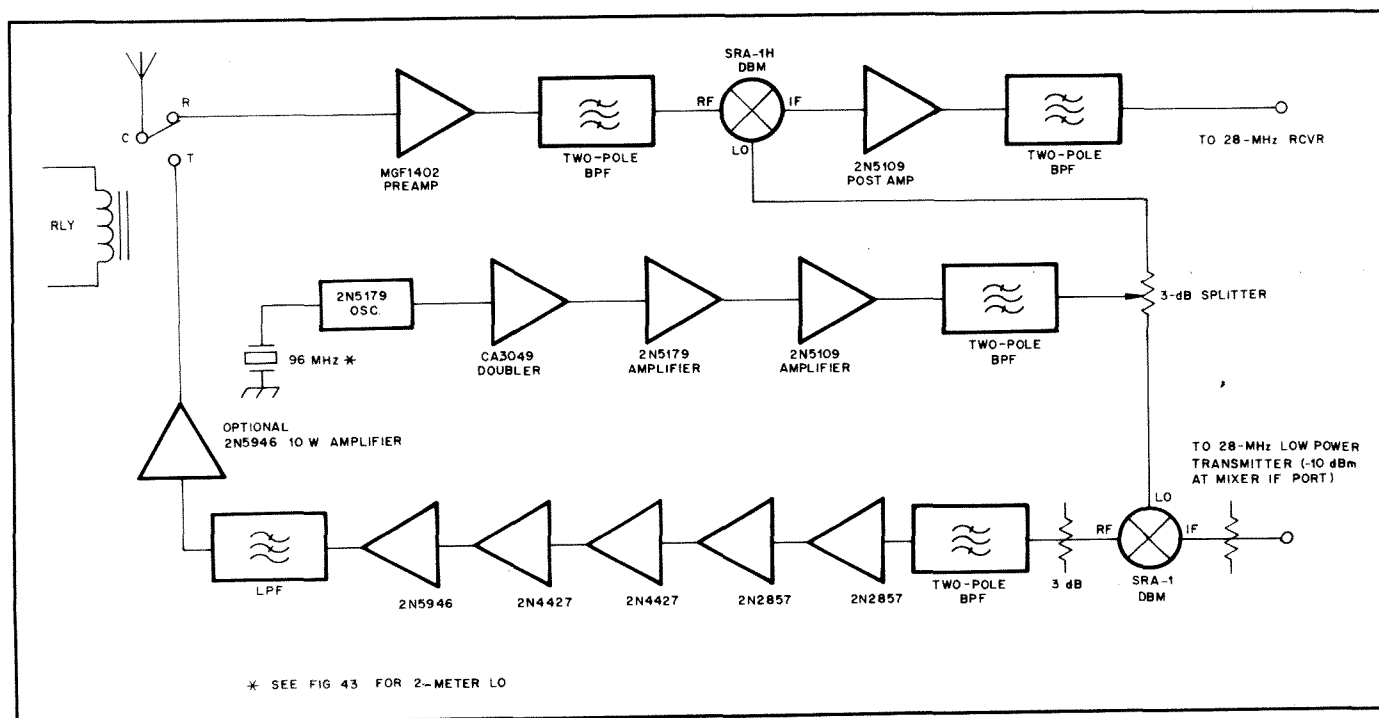 SRA-1H
DBM
R
RF
IF
C
LO
T
MGF1402
PREAMP
TWO-POLE
BPF
2N5109
POST AMP
TWO-POLE
BPF
TO 28-MHz RCVR
RLY
2N5179
OSC.
3-dB SPLITTER
96 MHz *
CA3049
DOUBLER
2N5179
AMPLIFIER
2N5109
AMPLIFIER
TWO-POLE
BPF
OPTIONAL
2N5946 10 W AMPLIFIER
TO 28-MHz LOW POWER
TRANSMITTER (-10 dBm
AT MIXER IF PORT)
LO
RF
IF
LPF
2N5946
2N4427
2N4427
2N2857
2N2857
TWO-POLE
BPF
3 dB
SRA-1
DBM
* SEE FIG 43 FOR 2-METER LO